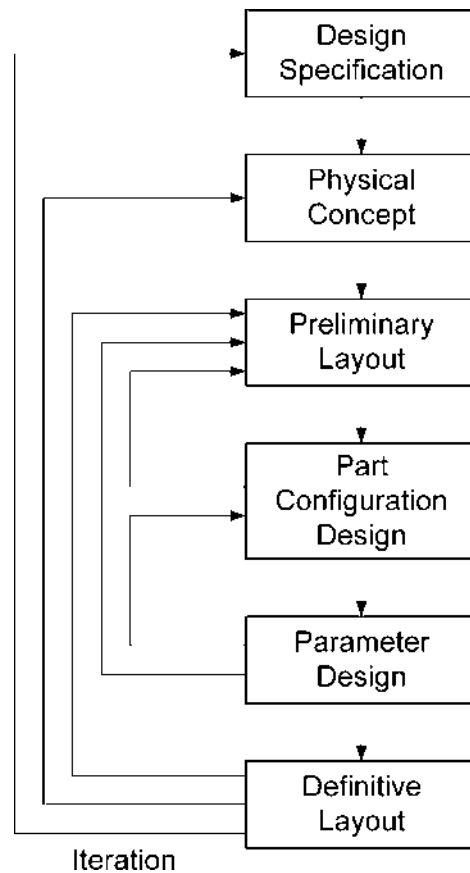 Design
Specification
Physical
Concept
Preliminary
Layout
Part
Configuration
Design
Parameter
Design
Definitive
Layout
Iteration